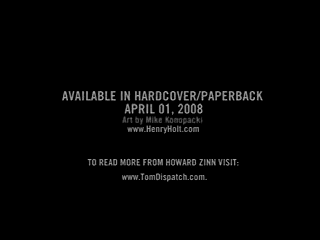 AVAILABLE IN HARDCOVER/PAPERBACK
APRIL 01, 2008
Art by Mike Konopacki
www.HenryHolt.com
TO READ MORE FROM HOWARD ZINN VISIT:
www.TomDispatch.com.